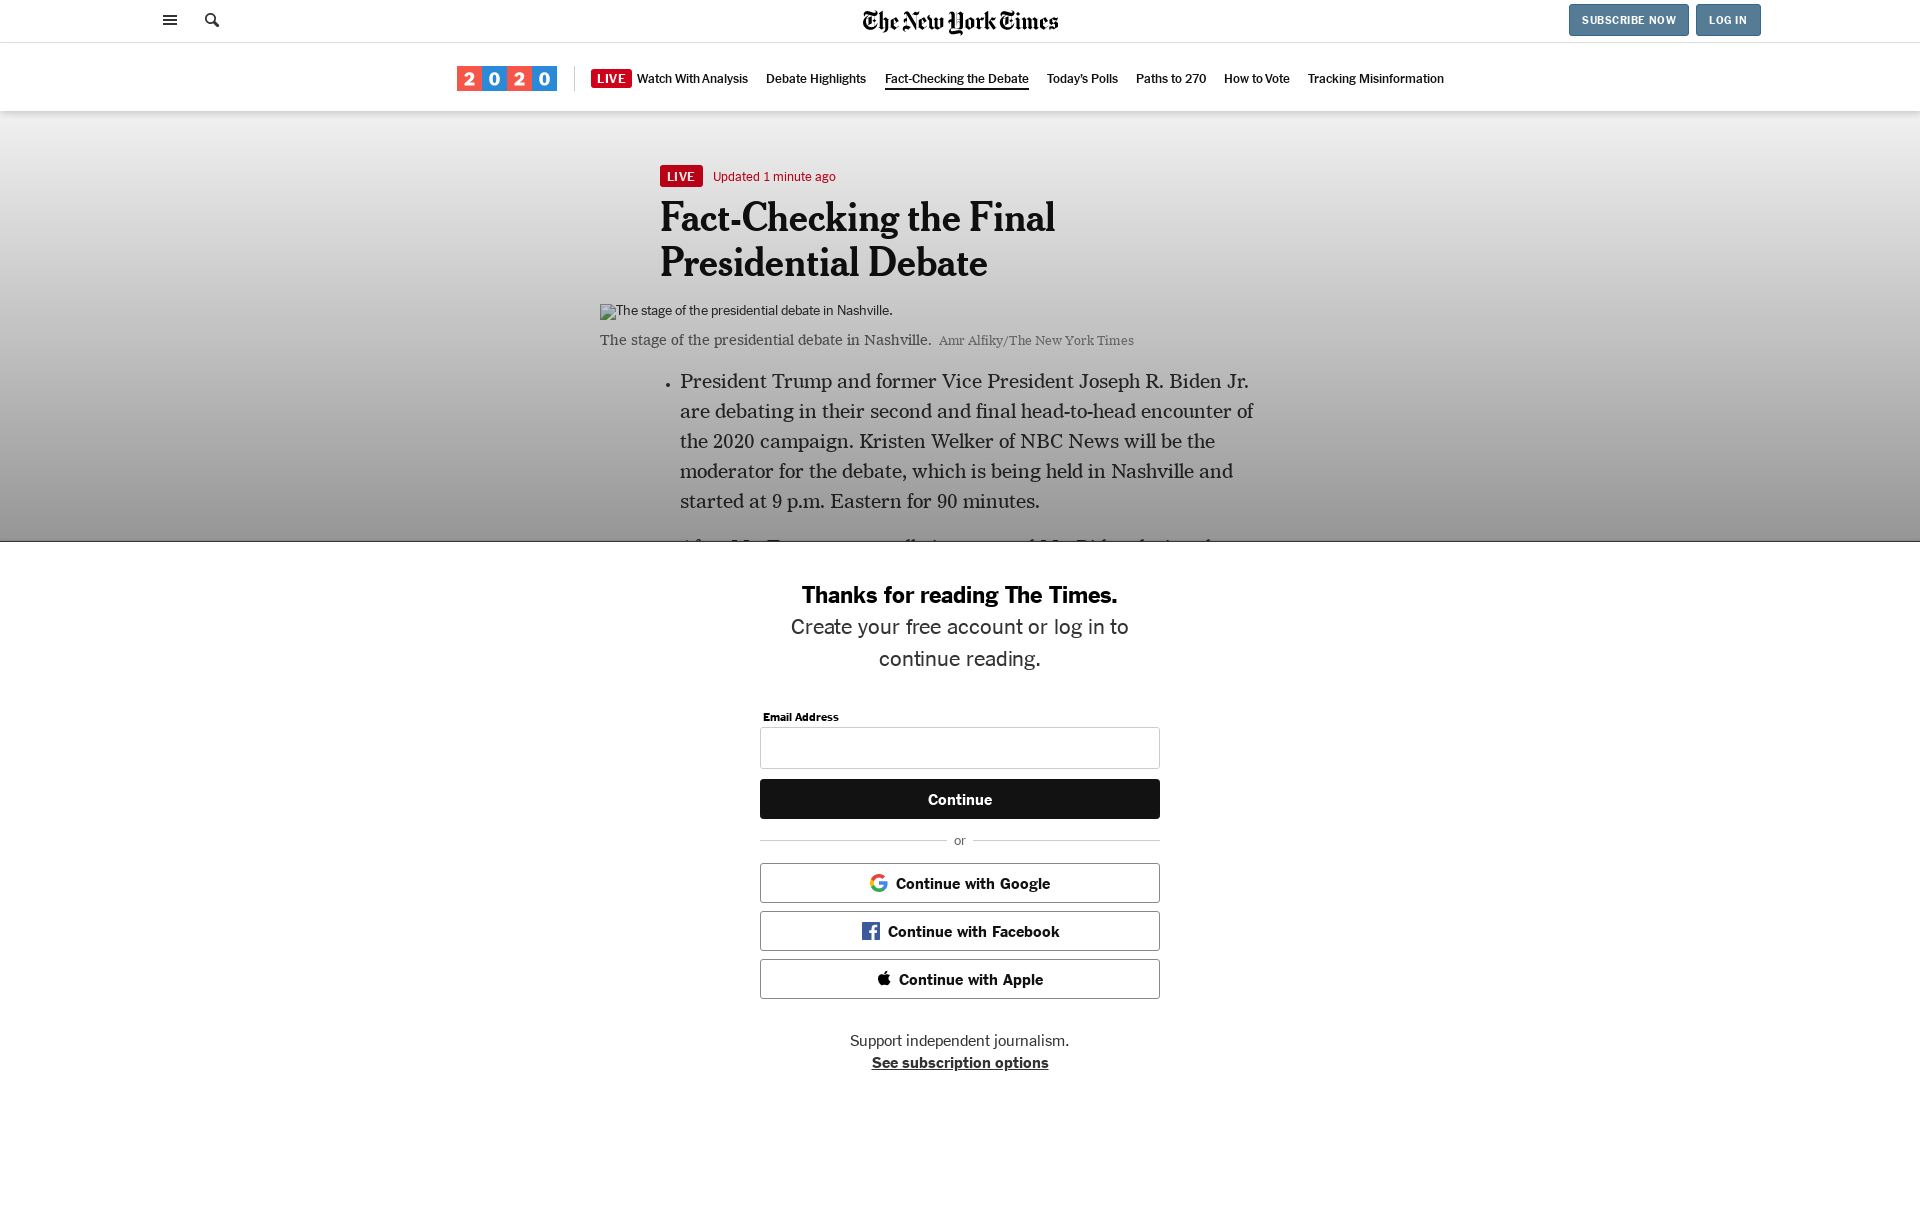 The New York Times
SUBSCRIBE NOW
LOG IN
2020
LIVE Watch With Analysis
Debate Highlights
Fact-Checking the Debate
Today's Polls
Paths to 270
How to Vote
Tracking Misinformation
LIVE Updated 1 minute ago
Fact-Checking the Final
Presidential Debate
The stage of the presidential debate in Nashville.
The stage of the presidential debate in Nashville. Amr Alfiky/The New York Times
• President Trump and former Vice President Joseph R. Biden Jr.
are debating in their second and final head-to-head encounter of
the 2020 campaign. Kristen Welker of NBC News will be the
moderator for the debate, which is being held in Nashville and
started at 9 p.m. Eastern for 90 minutes.
Thanks for reading The Times.
Create your free account or log in to
continue reading.
Email Address
Continue
or
Continue with Google
Continue with Facebook
Continue with Apple
Support independent journalism.
See subscription options